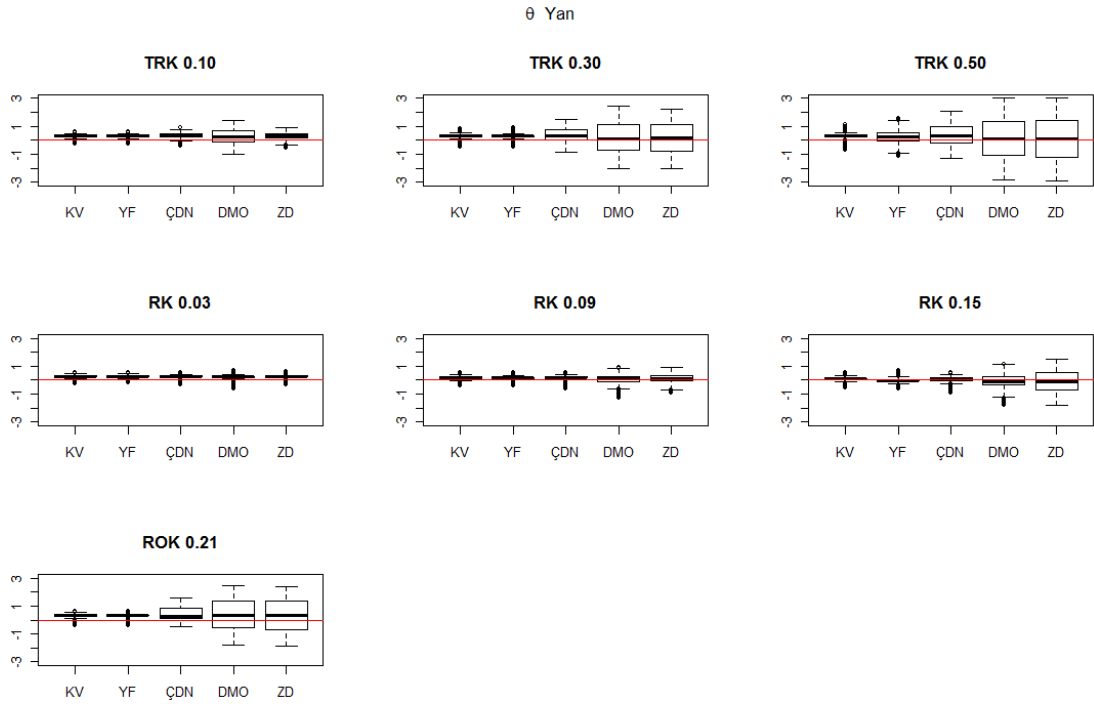 θ Yan
TRK 0.10
3
1
-1
-3
KV YF ÇDN DMO ZD
TRK 0.30
3
1
-1
-3
KV YF ÇDN DMO ZD
TRK 0.50
3
1
-1
-3
KV YF ÇDN DMO ZD
RK 0.03
3
1
-1
-3
KV YF ÇDN DMO ZD
RK 0.09
3
1
-1
-3
KV YF ÇDN DMO ZD
RK 0.15
3
1
-1
-3
KV YF ÇDN DMO ZD
ROK 0.21
3
1
-1
-3
KV YF ÇDN DMO ZD